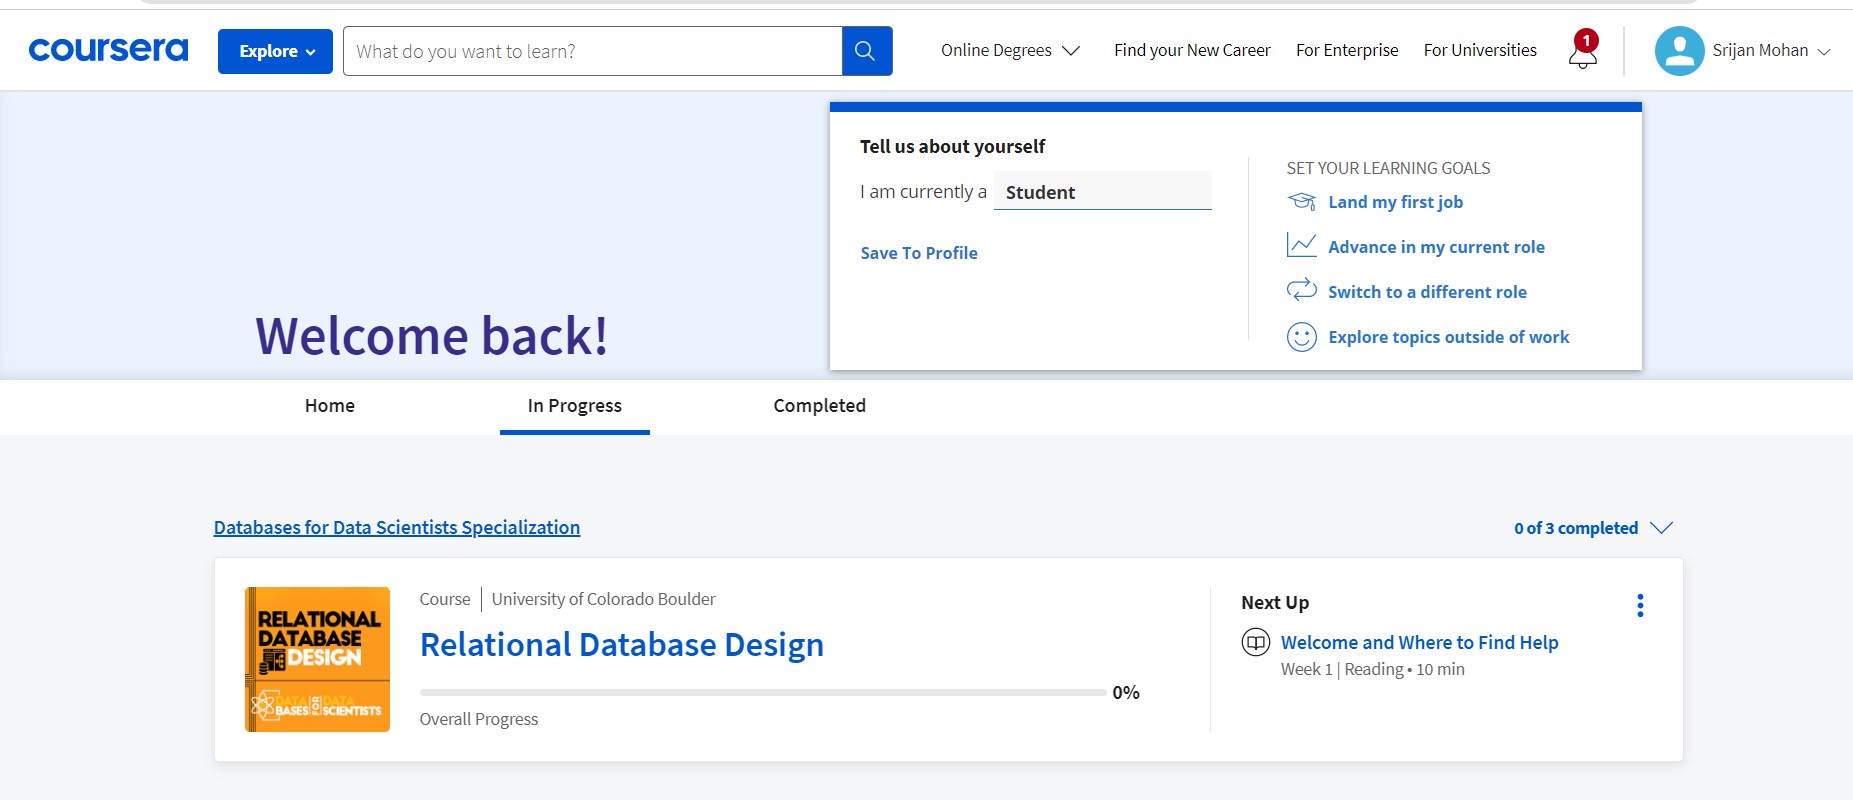 coursera
Explore
What do you want to learn?
Online Degrees
Find your New Career
For Enterprise
For Universities
1
Srijan Mohan
Tell us about yourself
I am currently a Student
Save To Profile
SET YOUR LEARNING GOALS
Land my first job
Advance in my current role
Switch to a different role
Explore topics outside of work
Welcome back!
Home
In Progress
Completed
Databases for Data Scientists Specialization
0 of 3 completed
RELATIONAL
DATABASE
DESIGN
DATA FOR DATA
BASES SCIENTISTS
Course | University of Colorado Boulder
Relational Database Design
0%
Overall Progress
Next Up
Welcome and Where to Find Help
Week 1 | Reading • 10 min